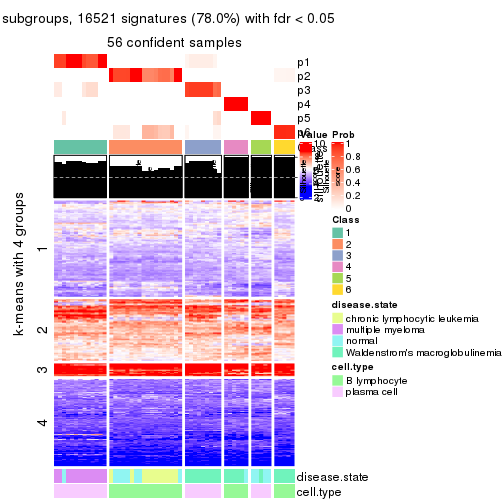 subgroups, 16521 signatures (78.0%) with fdr < 0.05
56 confident samples
p1
p2
p3
p4
p5
p6
Value
Prob
1
0.8
0.6
0.4
0.2
0
Class
1
2
3
4
5
6
disease.state
chronic lymphocytic leukemia
multiple myeloma
normal
Waldenstrom's macroglobulinemia
cell.type
B lymphocyte
plasma cell
k-means with 4 groups
1
2
3
4
disease.state
cell.type